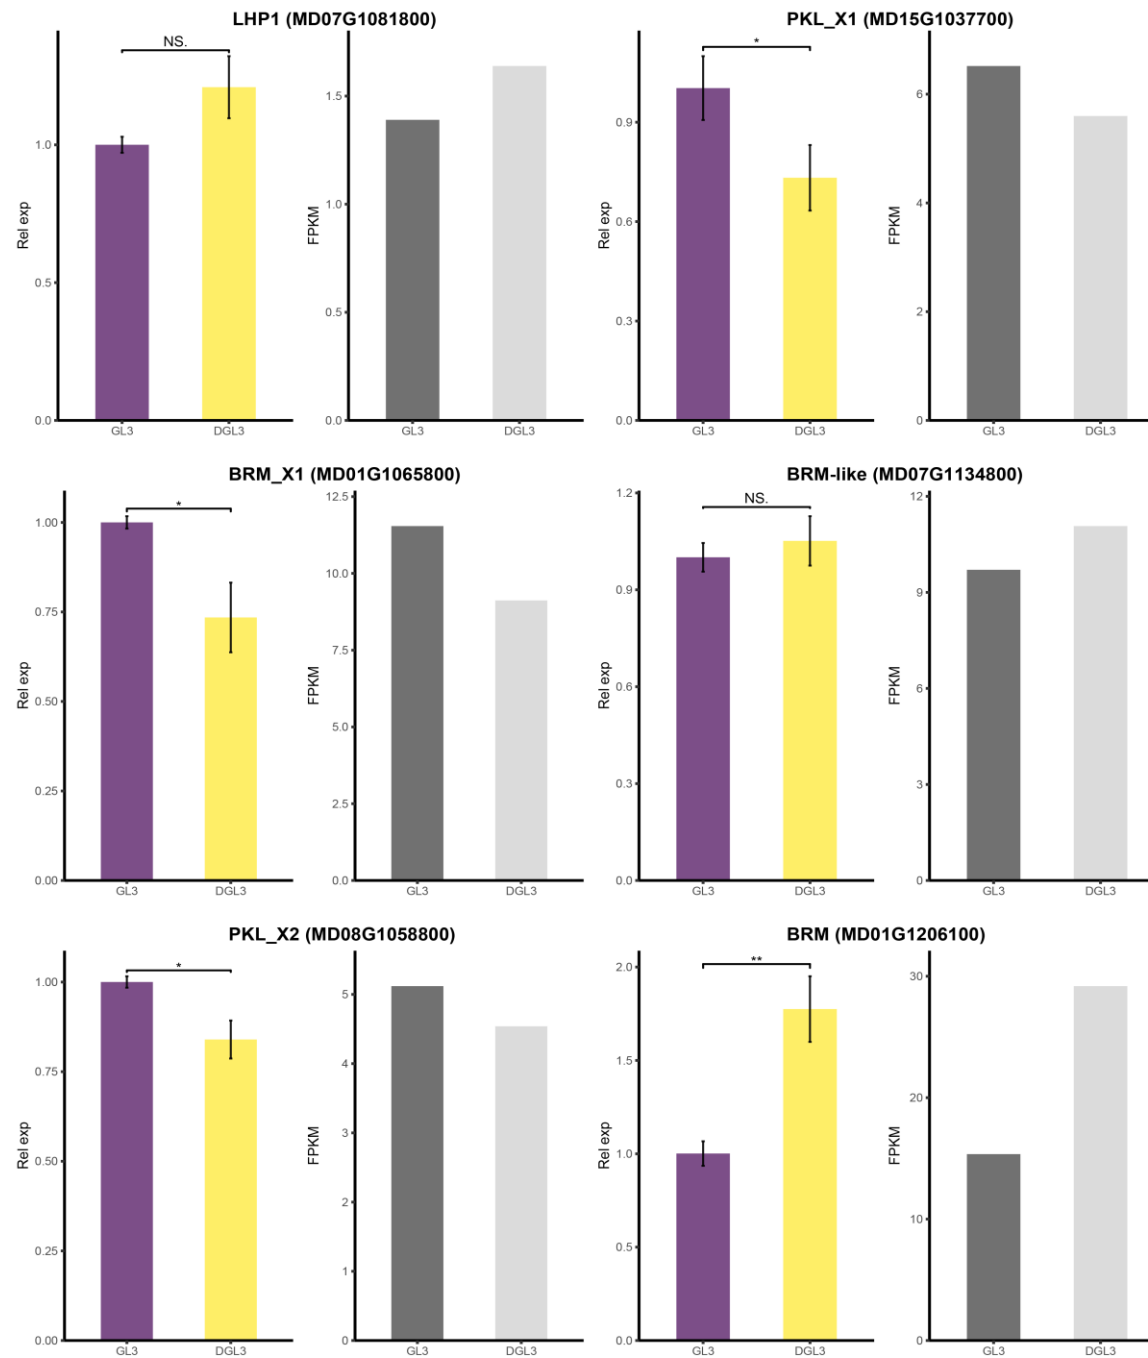 LHP1 (MD07G1081800)
NS.
Rel exp
1.0
0.5
0.0
GL3
DGL3
FPKM
1.5
1.0
0.5
0.0
GL3
DGL3
PKL_X1 (MD15G1037700)
*
Rel exp
0.9
0.6
0.3
0.0
GL3
DGL3
FPKM
6
4
2
0
GL3
DGL3
BRM_X1 (MD01G1065800)
*
Rel exp
1.00
0.75
0.50
0.25
0.00
GL3
DGL3
FPKM
12.5
10.0
7.5
5.0
2.5
0.0
GL3
DGL3
BRM-like (MD07G1134800)
NS.
Rel exp
1.2
0.9
0.6
0.3
0.0
GL3
DGL3
FPKM
12
9
6
3
0
GL3
DGL3
PKL_X2 (MD08G1058800)
*
Rel exp
1.00
0.75
0.50
0.25
0.00
GL3
DGL3
FPKM
5
4
3
2
1
0
GL3
DGL3
BRM (MD01G1206100)
**
Rel exp
2.0
1.5
1.0
0.5
0.0
GL3
DGL3
FPKM
30
20
10
0
GL3
DGL3